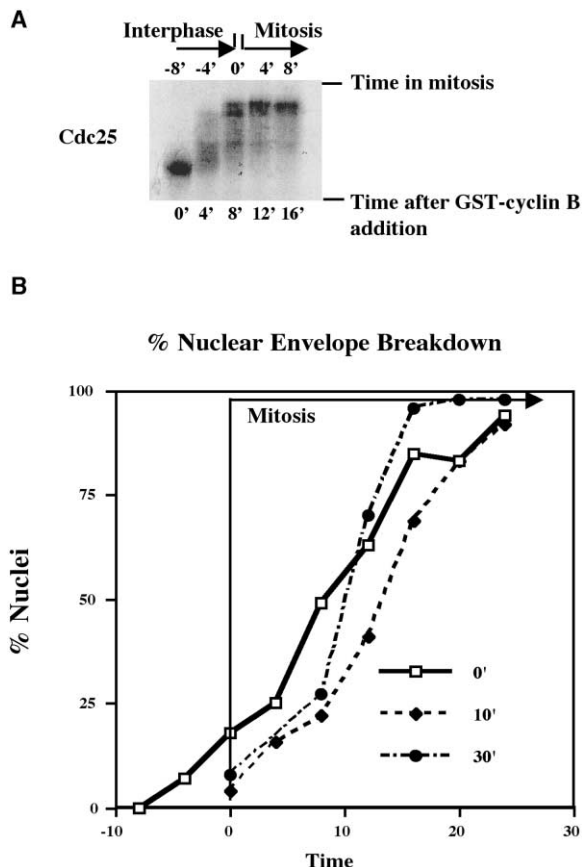 A
Interphase Mitosis
-8' -4' 0' 4' 8'
Time in mitosis
Cdc25
0' 4' 8' 12' 16'
Time after GST-cyclin B
addition
B
% Nuclear Envelope Breakdown
100
Mitosis
75
% Nuclei
50
0'
25
10'
30'
0
-10 0 10 20 30
Time